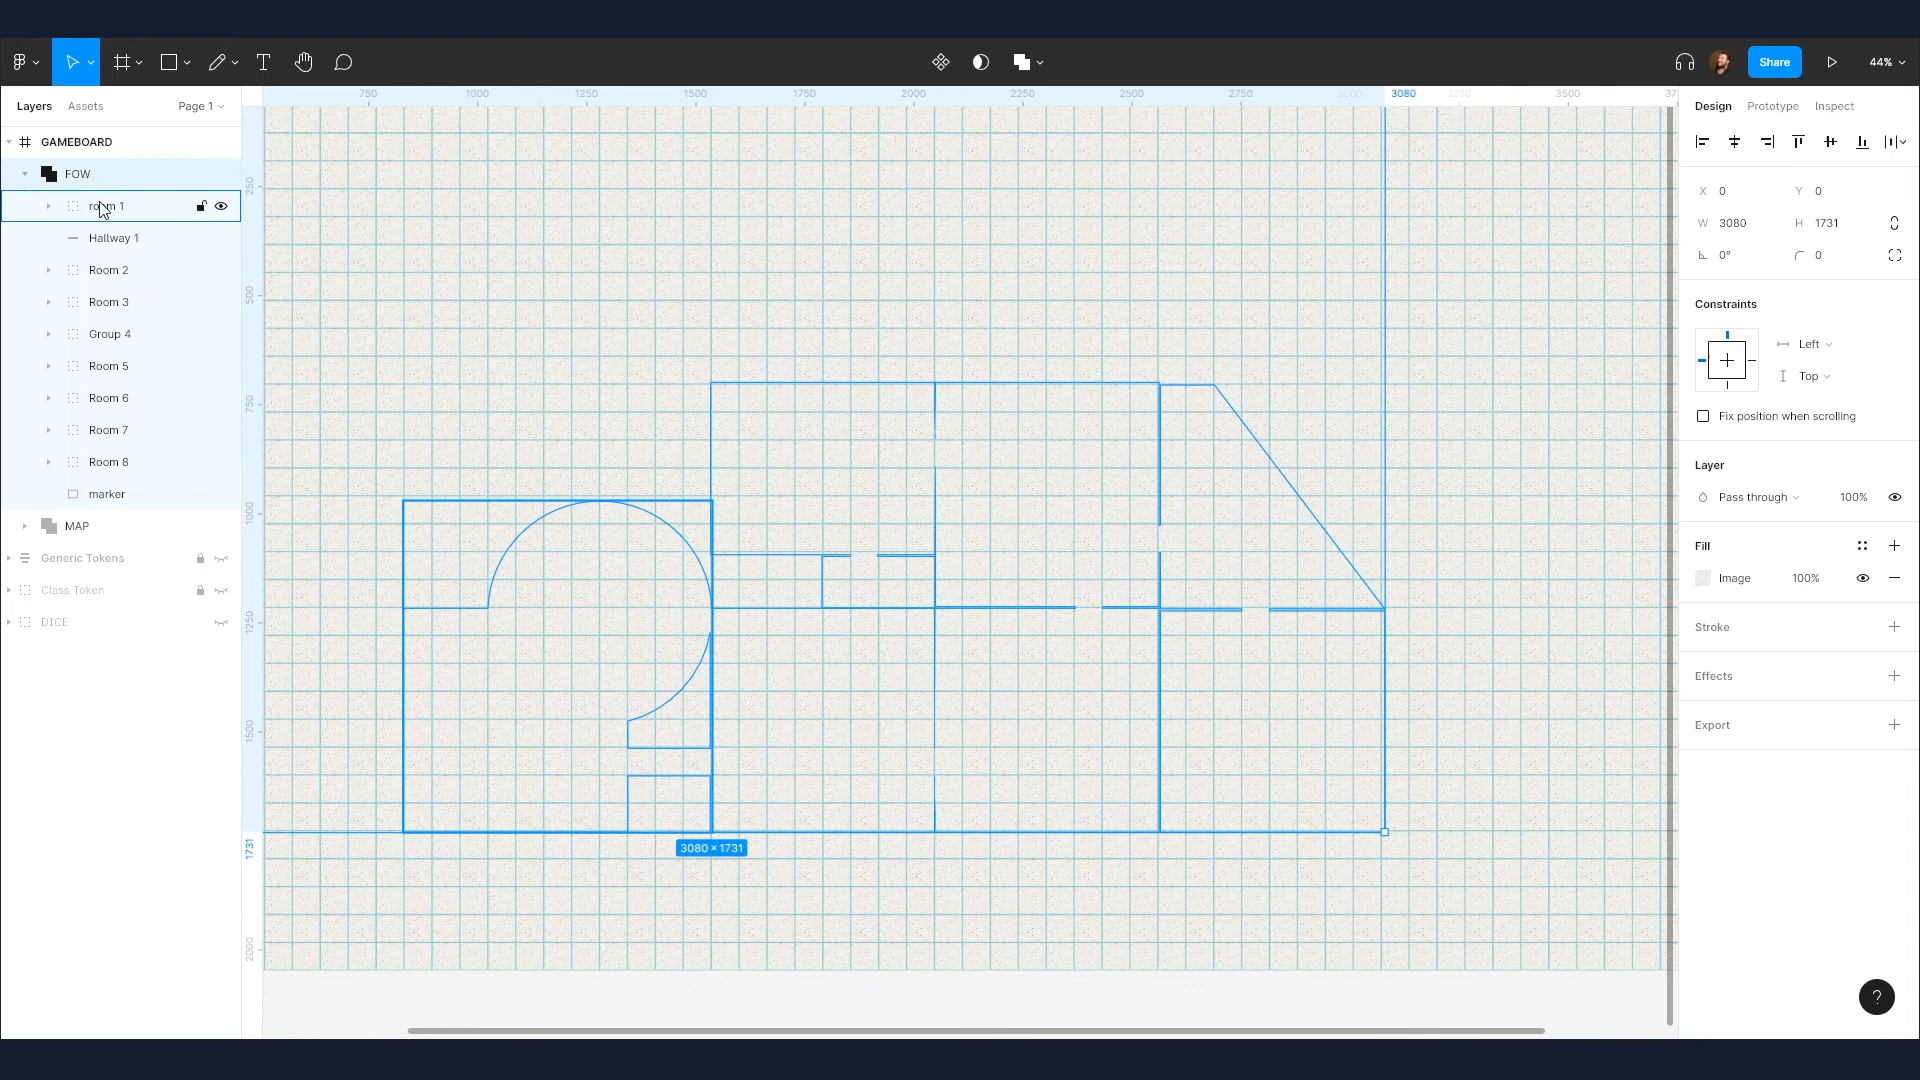 Share
44%
Layers
Assets
Page 1
GAMEBOARD
FOW
room 1
Hallway 1
Room 2
Room 3
Group 4
Room 5
Room 6
Room 7
Room 8
marker
MAP
Generic Tokens
Class Token
DICE
750 1000 1250 1500 1750 2000 2250 2500 2750 3000 3080 3250 3500
250
500
750
1000
1250
1500
1731
2000
3080 × 1731
Design
Prototype
Inspect
X 0
Y 0
W 3080
H 1731
0°
0
Constraints
Left
Top
Fix position when scrolling
Layer
Pass through
100%
Fill
Image
100%
Stroke
Effects
Export
?